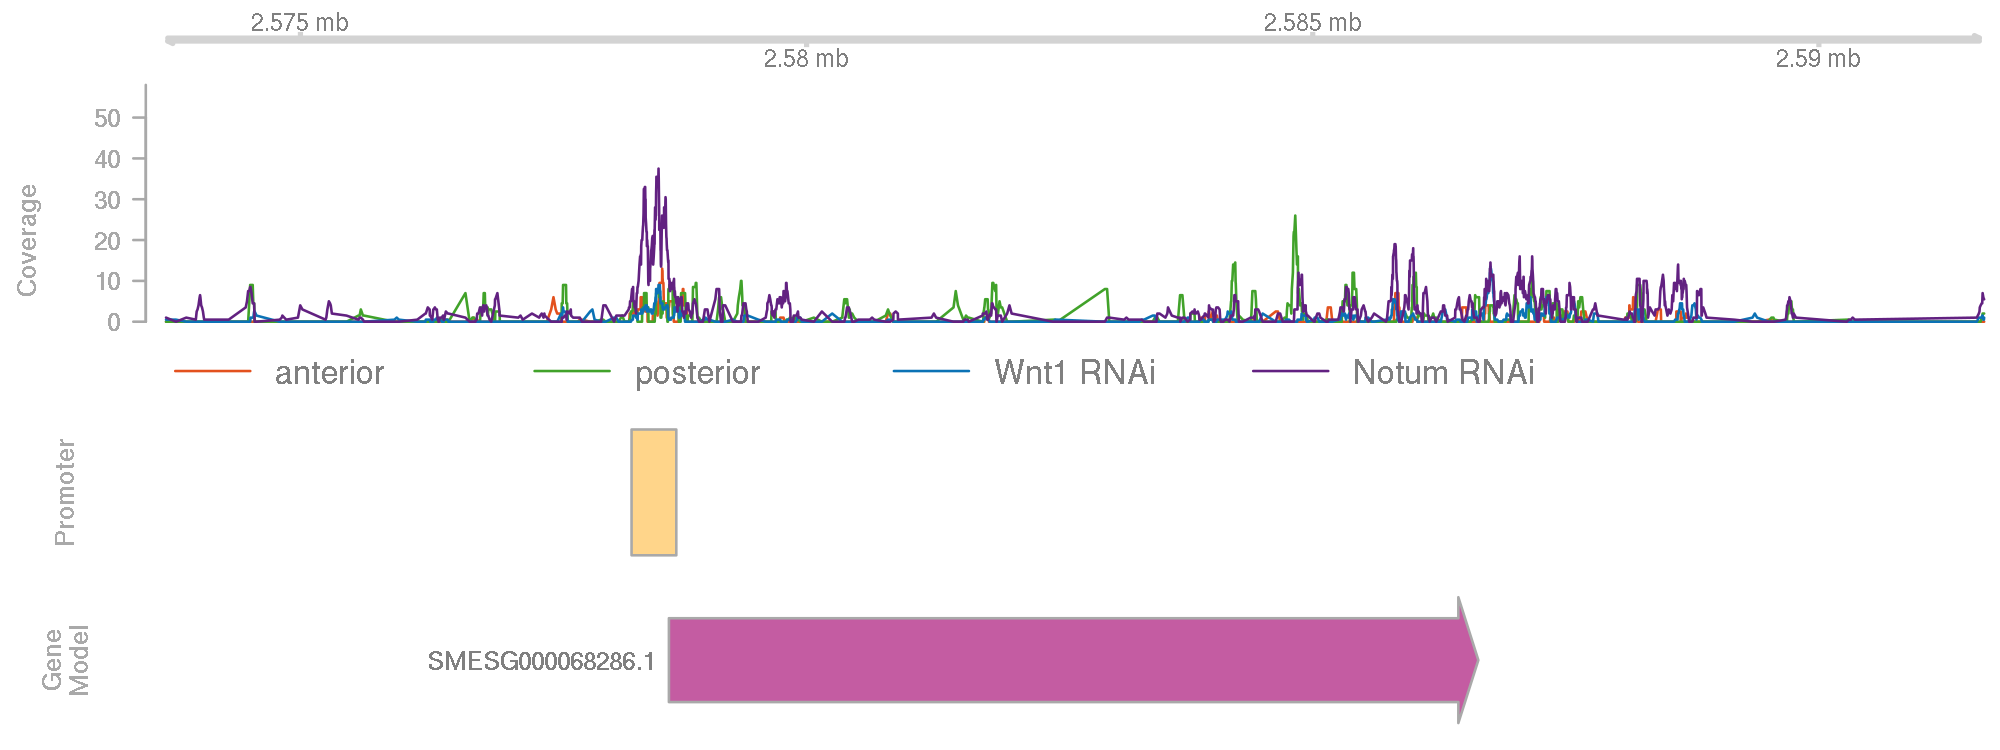 2.575 mb
2.585 mb
2.58 mb
2.59 mb
Coverage
50
40
30
20
10
0
anterior posterior Wnt1 RNAi Notum RNAi
Promoter
Gene
Model
SMESG000068286.1